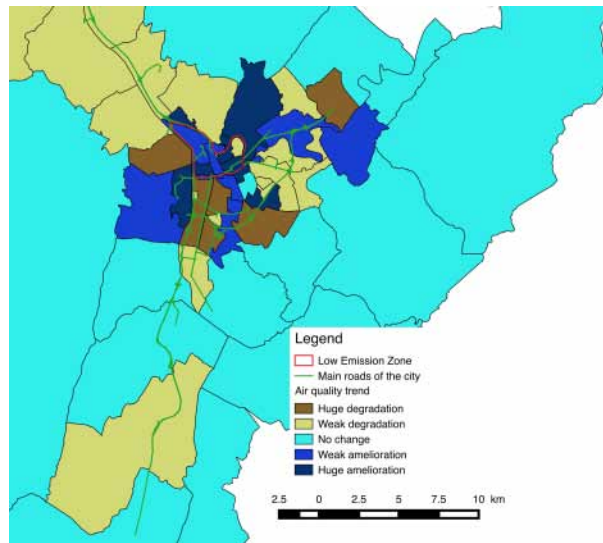 Legend
Low Emission Zone
Main roads of the city
Air quality trend
Huge degradation
Weak degradation
No change
Weak amelioration
Huge amelioration
2.5 0 2.5 5 7.5 10 km